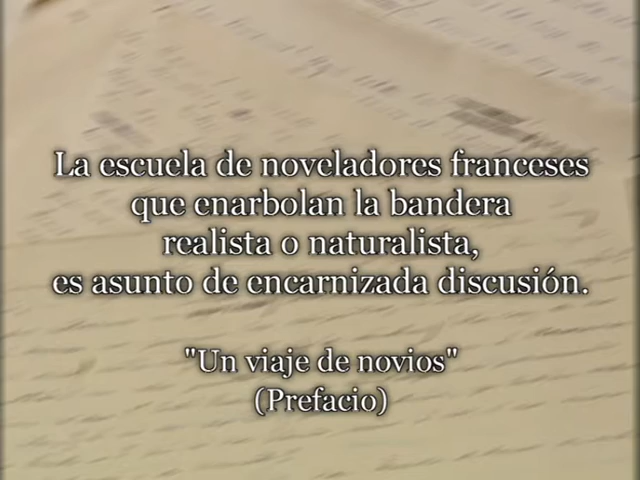 La escuela de noveladores franceses
que enarbolan la bandera
realista o naturalista,
es asunto de encarnizada discusión.
"Un viaje de novios"
(Prefacio)